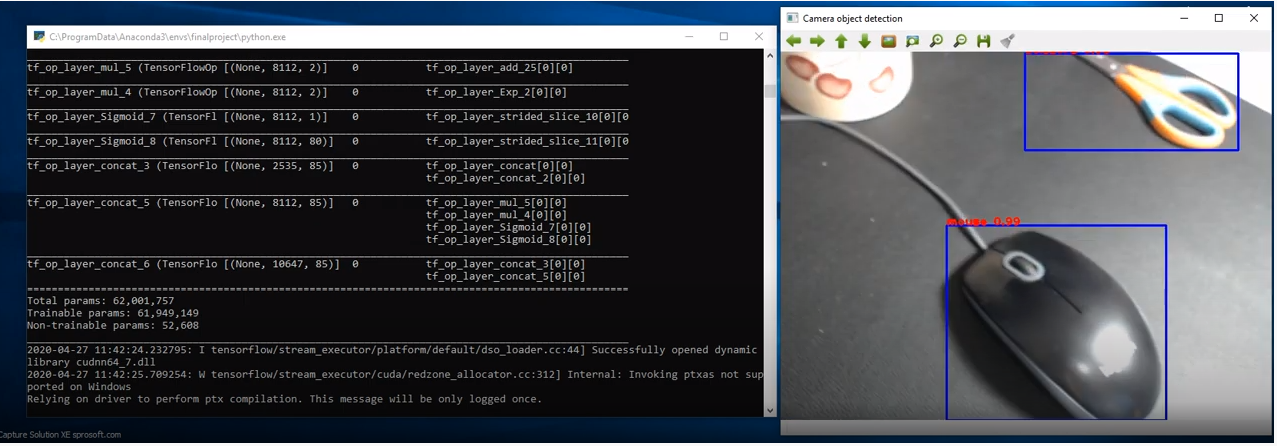 C:\ProgramData\Anaconda3\envs\finalproject\python.exe
tf_op_layer_mul_5 (TensorFlowOp [(None, 8112, 2)] 0 tf_op_layer_add_25[0][0]
tf_op_layer_mul_4 (TensorFlowOp [(None, 8112, 2)] 0 tf_op_layer_Exp_2[0][0]
tf_op_layer_Sigmoid_7 (TensorFl [(None, 8112, 1)] 0 tf_op_layer_strided_slice_10[0][0
tf_op_layer_Sigmoid_8 (TensorFl [(None, 8112, 80)] 0 tf_op_layer_strided_slice_11[0][0
tf_op_layer_concat_3 (TensorFlo [(None, 2535, 85)] 0 tf_op_layer_concat[0][0]
tf_op_layer_concat_2[0][0]
tf_op_layer_concat_5 (TensorFlo [(None, 8112, 85)] 0 tf_op_layer_mul_5[0][0]
tf_op_layer_mul_4[0][0]
tf_op_layer_Sigmoid_7[0][0]
tf_op_layer_Sigmoid_8[0][0]
tf_op_layer_concat_6 (TensorFlo [(None, 10647, 85)] 0 tf_op_layer_concat_3[0][0]
tf_op_layer_concat_5[0][0]
Total params: 62,001,757
Trainable params: 61,949,149
Non-trainable params: 52,608
2020-04-27 11:42:24.232795: I tensorflow/stream_executor/platform/default/dso_loader.cc:44] Successfully opened dynamic
library cudnn64_7.dll
2020-04-27 11:42:25.709254: W tensorflow/stream_executor/cuda/redzone_allocator.cc:312] Internal: Invoking ptxas not sup
ported on Windows
Relying on driver to perform ptx compilation. This message will be only logged once.
Capture Solution XE sprosoft.com
Camera object detection
mouse 0.99